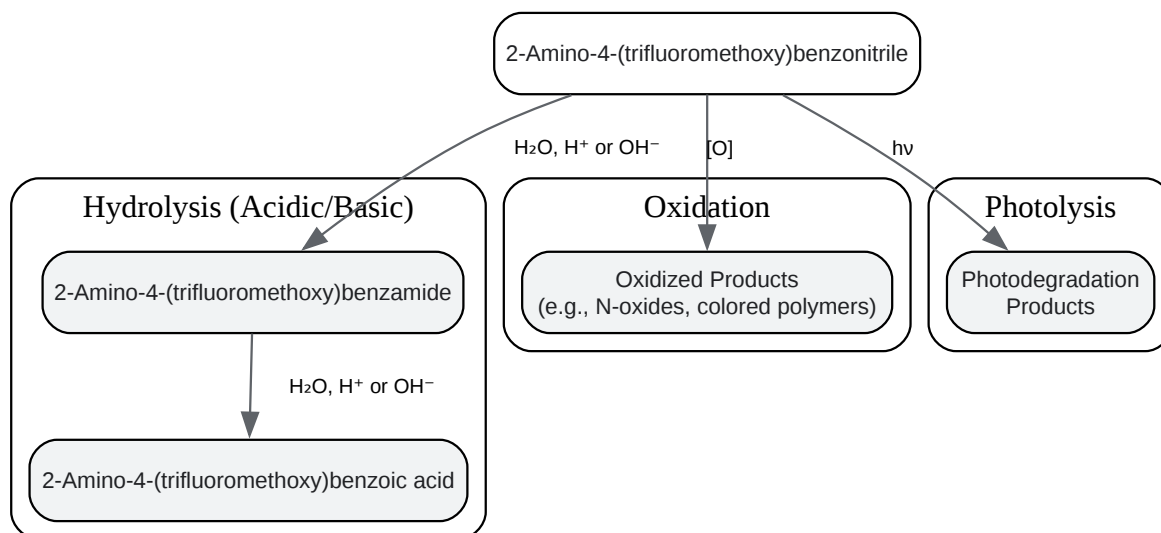 2-Amino-4-(trifluoromethoxy)benzonitrile
H₂O, H⁺ or OH⁻
[O]
hν
Hydrolysis (Acidic/Basic)
Oxidation
Photolysis
2-Amino-4-(trifluoromethoxy)benzamide
Oxidized Products
(e.g., N-oxides, colored polymers)
Photodegradation
Products
H₂O, H⁺ or OH⁻
2-Amino-4-(trifluoromethoxy)benzoic acid